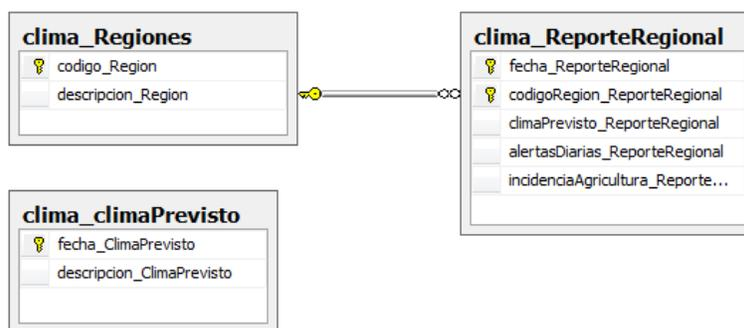 clima_Regiones
codigo_Region
descripcion_Region
clima_ReporteRegional
fecha_ReporteRegional
codigoRegion_ReporteRegional
climaPrevisto_ReporteRegional
alertasDiarias_ReporteRegional
incidenciaAgricultura_Reporte...
clima_climaPrevisto
fecha_ClimaPrevisto
descripcion_ClimaPrevisto